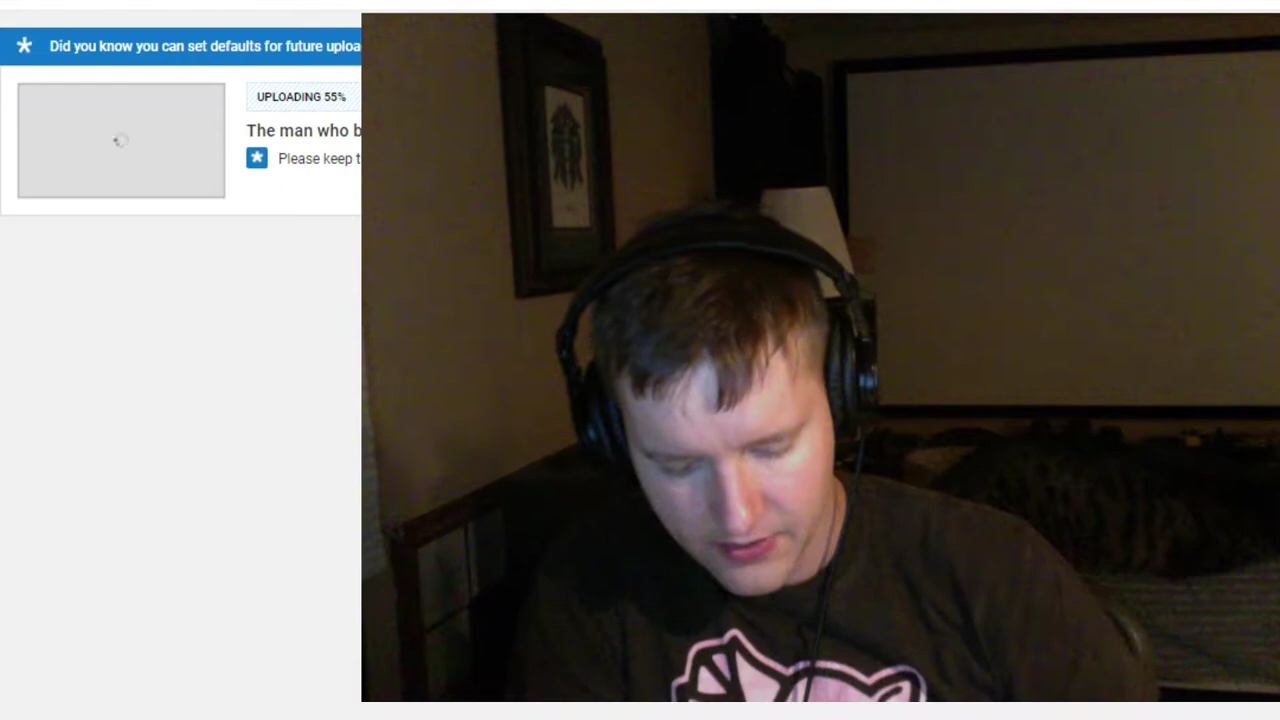 Did you know you can set defaults for future uploa
UPLOADING 55%
The man who b
Please keep t